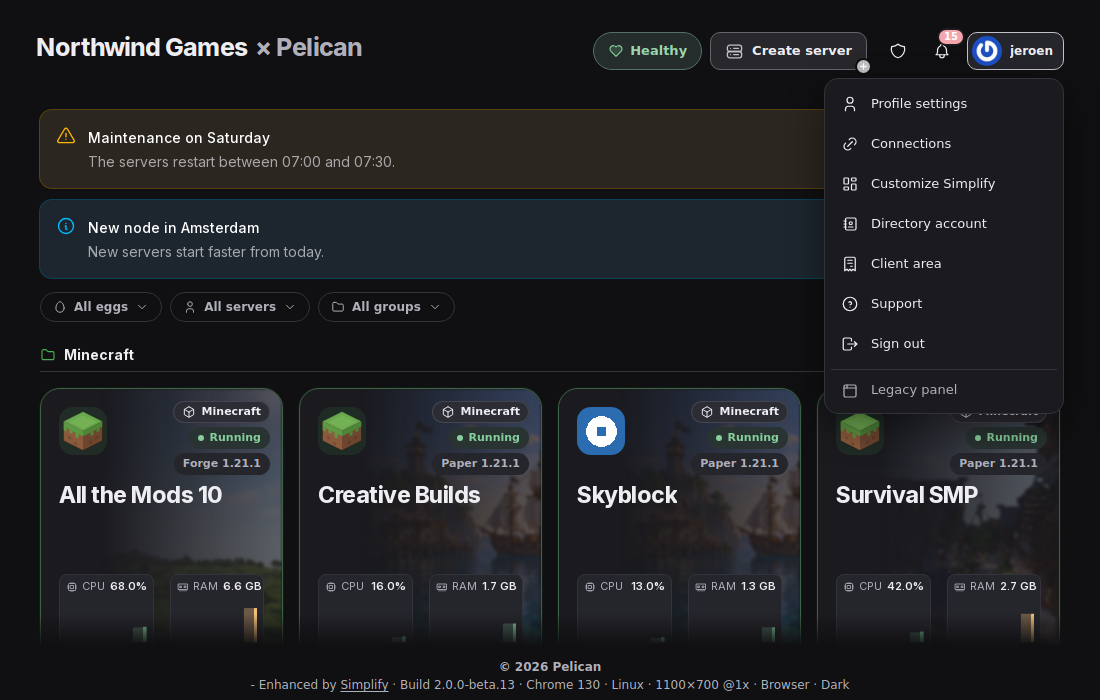 Northwind Games × Pelican
Healthy
Create server
15
jeroen
Profile settings
Connections
Customize Simplify
Directory account
Client area
Support
Sign out
Legacy panel
Maintenance on Saturday
The servers restart between 07:00 and 07:30.
New node in Amsterdam
New servers start faster from today.
All eggs
All servers
All groups
Minecraft
Minecraft
Running
Forge 1.21.1
All the Mods 10
CPU 68.0%
RAM 6.6 GB
Minecraft
Running
Paper 1.21.1
Creative Builds
CPU 16.0%
RAM 1.7 GB
Minecraft
Running
Paper 1.21.1
Skyblock
CPU 13.0%
RAM 1.3 GB
Running
Paper 1.21.1
Survival SMP
CPU 42.0%
RAM 2.7 GB
© 2026 Pelican
- Enhanced by Simplify · Build 2.0.0-beta.13 · Chrome 130 · Linux · 1100×700 @1x · Browser · Dark